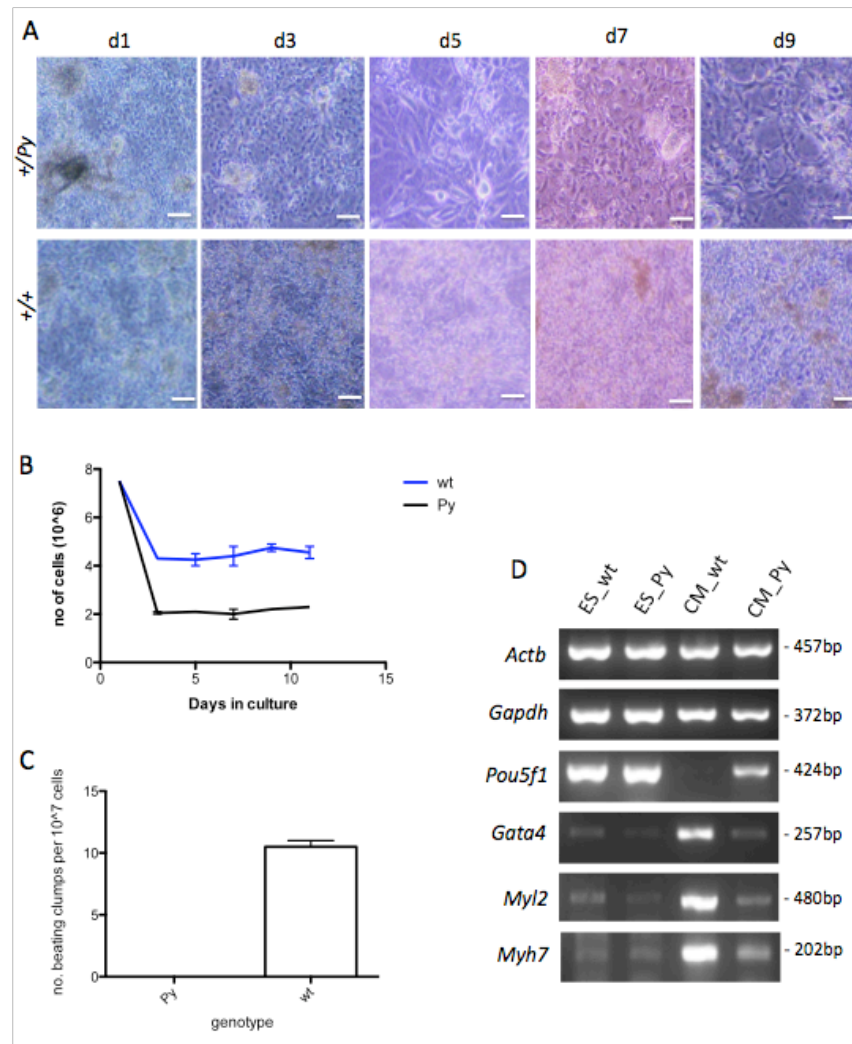 A
d1 d3 d5 d7 d9
+/Py
+/+
B
8
6
4
2
0
no of cells (10^6)
0 5 10 15
Days in culture
wt
Py
C
15
10
5
0
no. beating clumps per 10^7 cells
Py wt
genotype
D
ES_wt ES_Py CM_wt CM_Py
Actb - 457bp
Gapdh - 372bp
Pou5f1 - 424bp
Gata4 - 257bp
Myl2 - 480bp
Myh7 - 202bp